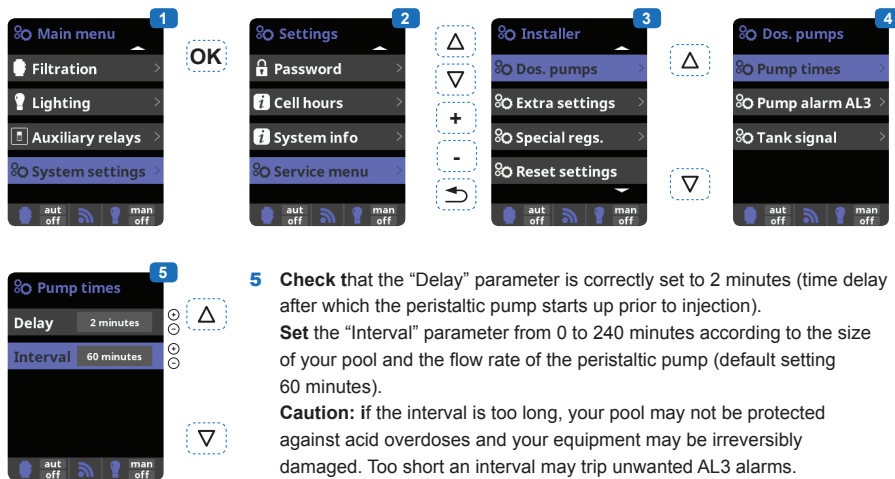 1
Main menu
Filtration
Lighting
Auxiliary relays
System settings
aut
off
man
off
OK
2
Settings
Password
Cell hours
System info
Service menu
aut
off
man
off
+
-
3
Installer
Dos. pumps
Extra settings
Special regs.
Reset settings
aut
off
man
off
4
Dos. pumps
Pump times
Pump alarm AL3
Tank signal
aut
off
man
off
5
Pump times
Delay 2 minutes
Interval 60 minutes
aut
off
man
off
5 Check that the “Delay” parameter is correctly set to 2 minutes (time delay
after which the peristaltic pump starts up prior to injection).
Set the “Interval” parameter from 0 to 240 minutes according to the size
of your pool and the flow rate of the peristaltic pump (default setting
60 minutes).
Caution: if the interval is too long, your pool may not be protected
against acid overdoses and your equipment may be irreversibly
damaged. Too short an interval may trip unwanted AL3 alarms.